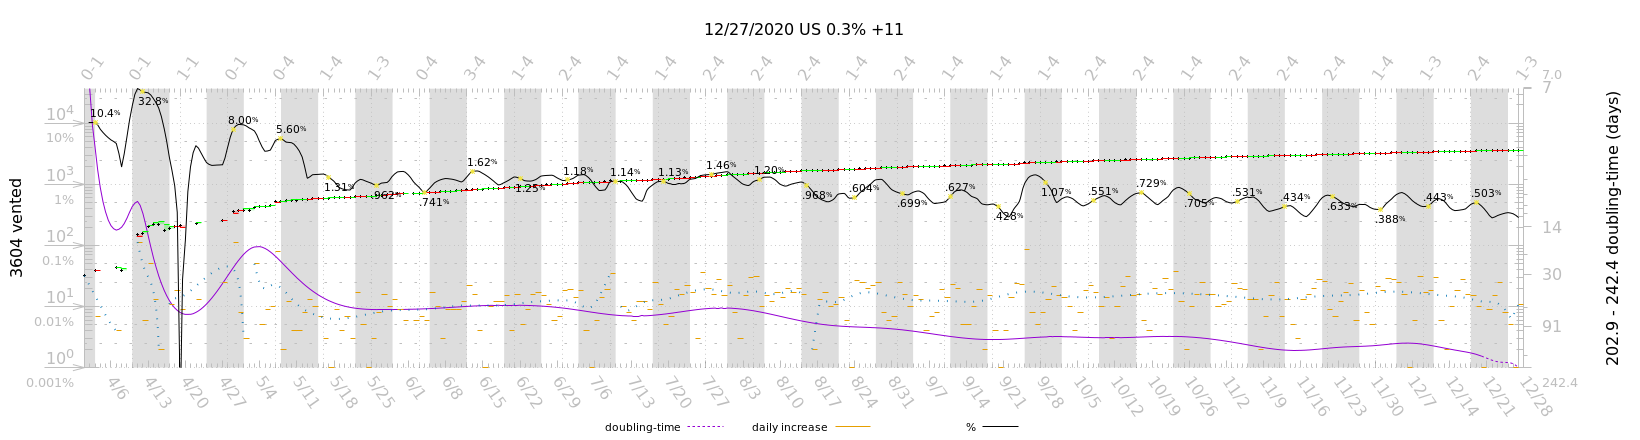 12/27/2020 US 0.3% +11
0-1 0-1 1-1 0-1 0-4 1-4 1-3 0-4 3-4 1-4 2-4 1-4 1-4 2-4 2-4 1-4 2-4 2-4 1-4 1-4 2-4 2-4 2-4 1-4 2-4 2-4 2-4 1-4 1-3 2-4 1-3
7.0
7
14
30
91
242.4
10⁴
10%
10³
1%
10²
0.1%
10¹
0.01%
10⁰
0.001%
3604 vented
202.9 - 242.4 doubling-time (days)
10.4% 32.8% 8.00% 5.60% 1.31% .962% .741% 1.62% 1.25% 1.18% 1.14% 1.13% 1.46% 1.20% .968% .604% .699% .627% .428% 1.07% .551% .729% .705% .531% .434% .633% .388% .443% .503%
4/6 4/13 4/20 4/27 5/4 5/11 5/18 5/25 6/1 6/8 6/15 6/22 6/29 7/6 7/13 7/20 7/27 8/3 8/10 8/17 8/24 8/31 9/7 9/14 9/21 9/28 10/5 10/12 10/19 10/26 11/2 11/9 11/16 11/23 11/30 12/7 12/14 12/21 12/28
doubling-time daily increase %